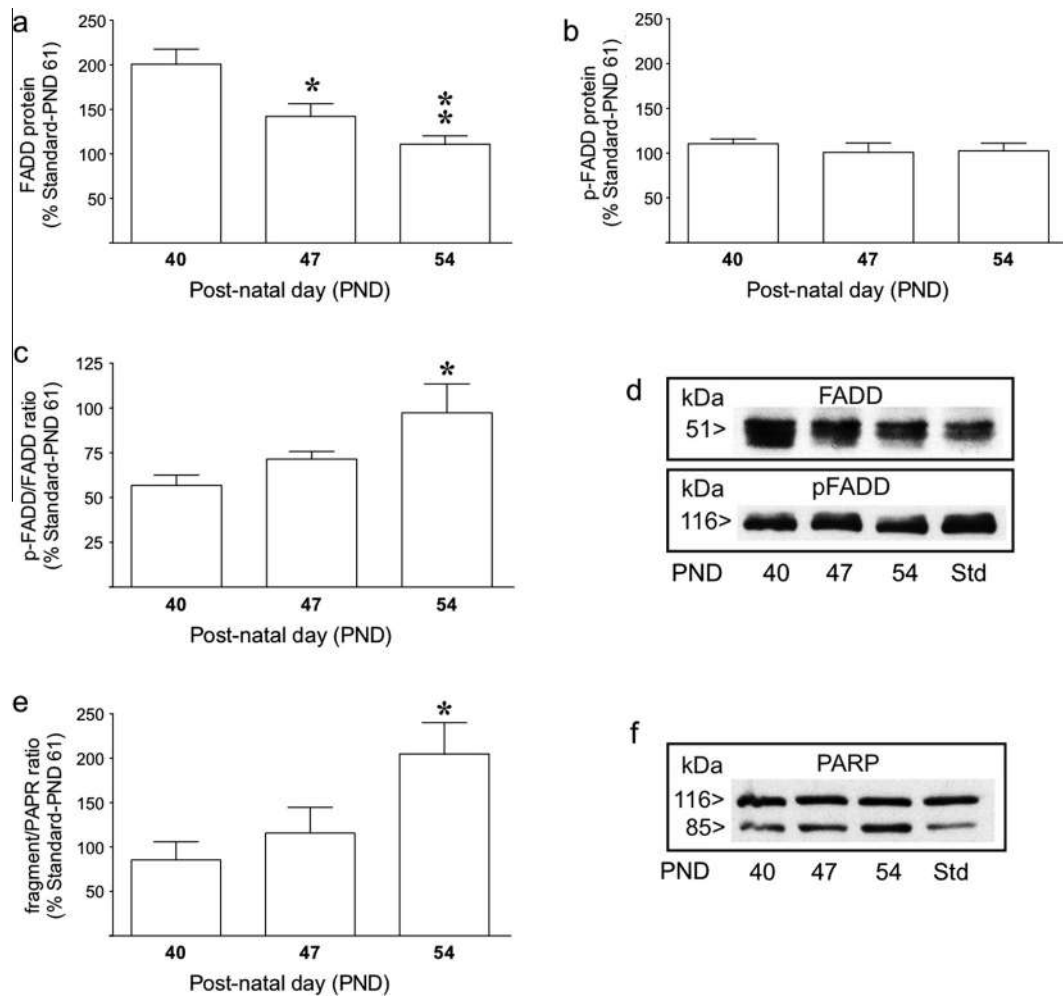 a
FADD protein
(% Standard-PND 61)
250
200
150
100
50
*
*
*
40 47 54
Post-natal day (PND)
b
p-FADD protein
(% Standard-PND 61)
250
200
150
100
50
40 47 54
Post-natal day (PND)
c
p-FADD/FADD ratio
(% Standard-PND 61)
125
100
75
50
25
*
40 47 54
Post-natal day (PND)
d
kDa FADD
51>
kDa pFADD
116>
PND 40 47 54 Std
e
fragment/PAPR ratio
(% Standard-PND 61)
250
200
150
100
50
*
40 47 54
Post-natal day (PND)
f
kDa PARP
116>
85>
PND 40 47 54 Std